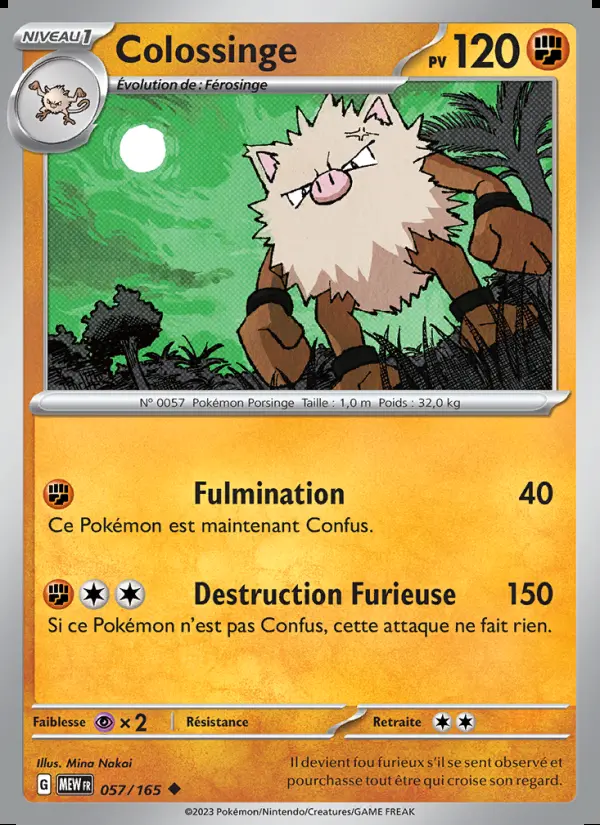 NIVEAU 1
Colossinge
PV 120
Évolution de : Férosinge
N° 0057 Pokémon Porsinge Taille : 1,0 m Poids : 32,0 kg
Fulmination 40
Ce Pokémon est maintenant Confus.
Destruction Furieuse 150
Si ce Pokémon n'est pas Confus, cette attaque ne fait rien.
Faiblesse ×2 Résistance Retraite
Illus. Mina Nakai
Il devient fou furieux s'il se sent observé et
pourchasse tout être qui croise son regard.
G MEW FR 057/165
©2023 Pokémon/Nintendo/Creatures/GAME FREAK